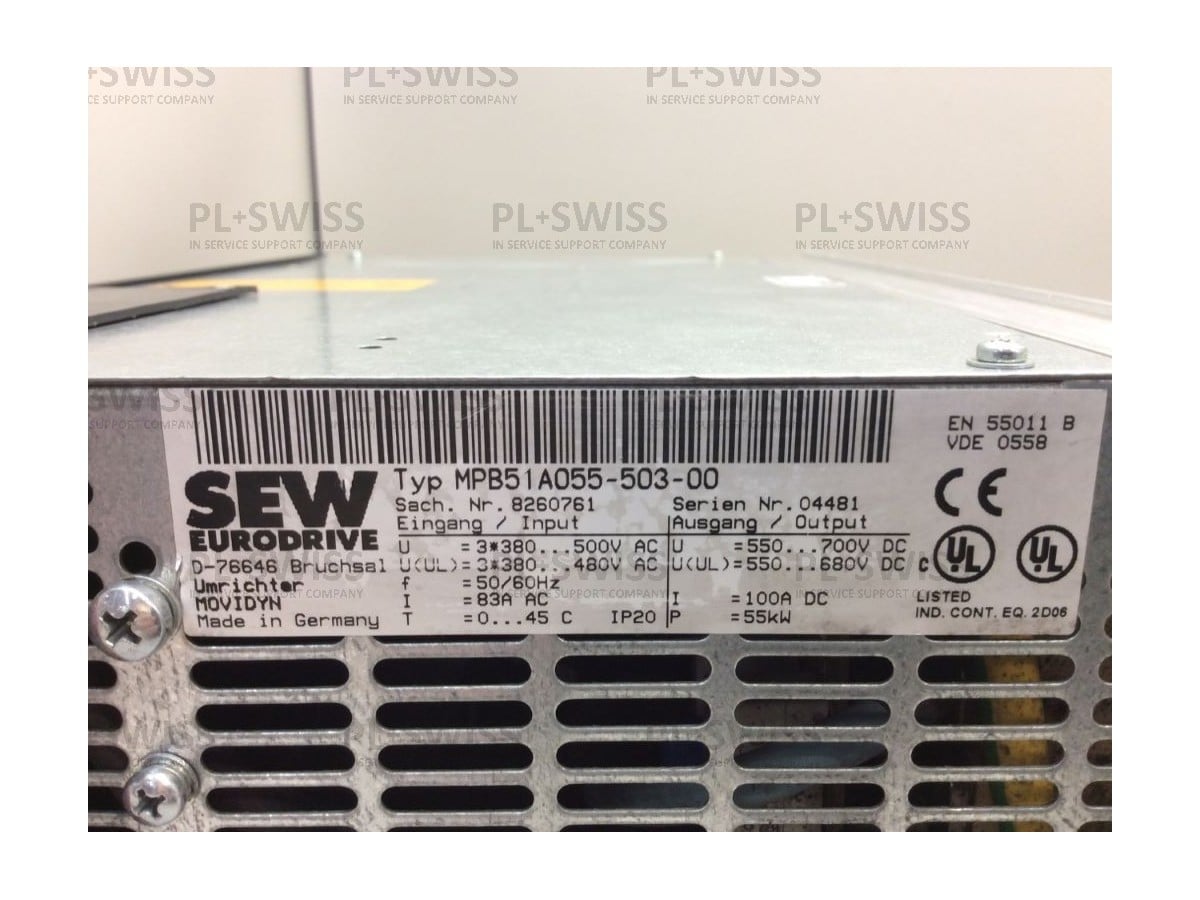 PL+SWISS PL+SWISS PL+SWISS
IN SERVICE SUPPORT COMPANY IN SERVICE SUPPORT COMPANY IN SERVICE SUPPORT COMPANY
PL+SWISS PL+SWISS PL+SWISS
IN SERVICE SUPPORT COMPANY IN SERVICE SUPPORT COMPANY IN SERVICE SUPPORT COMPANY
EN 55011 B
VDE 0558
SEW
EURODRIVE
D-76646 Bruchsal
Umrichter
MOVIDYN
Made in Germany
Typ MPB51A055-503-00
Sach. Nr. 8260761 Serien Nr. 04481
Eingang / Input Ausgang / Output
U =3*380...500V AC U =550...700V DC
U(UL)=3*380...480V AC U(UL)=550...680V DC
f =50/60Hz
I =83A AC I =100A DC
T =0...45 C IP20 P =55kW
CE
C UL UL
LISTED
IND. CONT. EQ. 2D06